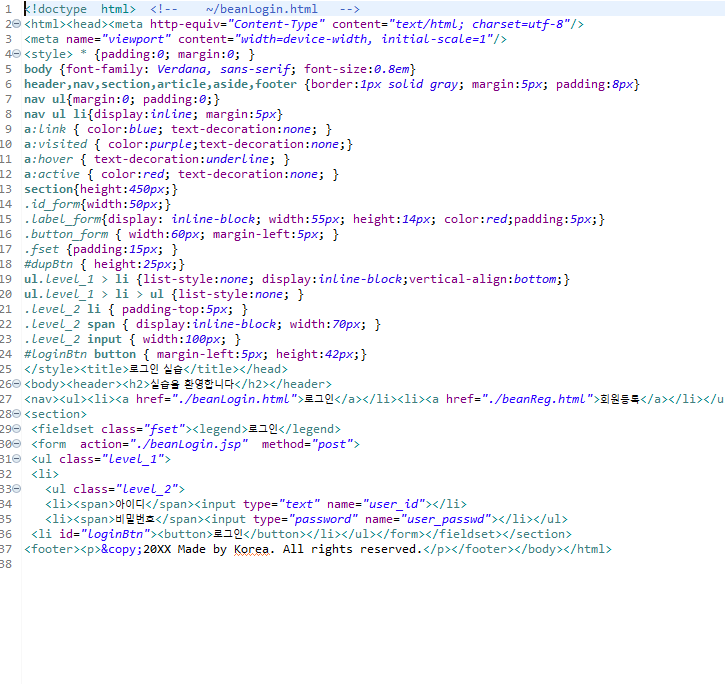 1 <!doctype html> <!-- ~/beanLogin.html -->
2 <html><head><meta http-equiv="Content-Type" content="text/html; charset=utf-8"/>
3 <meta name="viewport" content="width=device-width, initial-scale=1"/>
4 <style> * {padding:0; margin:0; }
5 body {font-family: Verdana, sans-serif; font-size:0.8em}
6 header,nav,section,article,aside,footer {border:1px solid gray; margin:5px; padding:8px}
7 nav ul{margin:0; padding:0;}
8 nav ul li{display:inline; margin:5px}
9 a:link { color:blue; text-decoration:none; }
10 a:visited { color:purple;text-decoration:none;}
11 a:hover { text-decoration:underline; }
12 a:active { color:red; text-decoration:none; }
13 section{height:450px;}
14 .id_form{width:50px;}
15 .label_form{display: inline-block; width:55px; height:14px; color:red;padding:5px;}
16 .button_form { width:60px; margin-left:5px; }
17 .fset {padding:15px; }
18 #dupBtn { height:25px;}
19 ul.level_1 > li {list-style:none; display:inline-block;vertical-align:bottom;}
20 ul.level_1 > li > ul {list-style:none; }
21 .level_2 li { padding-top:5px; }
22 .level_2 span { display:inline-block; width:70px; }
23 .level_2 input { width:100px; }
24 #loginBtn button { margin-left:5px; height:42px;}
25 </style><title>로그인 실습</title></head>
26 <body><header><h2>실습을 환영합니다</h2></header>
27 <nav><ul><li><a href="./beanLogin.html">로그인</a></li><li><a href="./beanReg.html">회원등록</a></li></u
28 <section>
29 <fieldset class="fset"><legend>로그인</legend>
30 <form action="./beanLogin.jsp" method="post">
31 <ul class="level_1">
32 <li>
33 <ul class="level_2">
34 <li><span>아이디</span><input type="text" name="user_id"></li>
35 <li><span>비밀번호</span><input type="password" name="user_passwd"></li></ul>
36 <li id="loginBtn"><button>로그인</button></li></ul></form></fieldset></section>
37 <footer><p>&copy;20XX Made by Korea. All rights reserved.</p></footer></body></html>
38